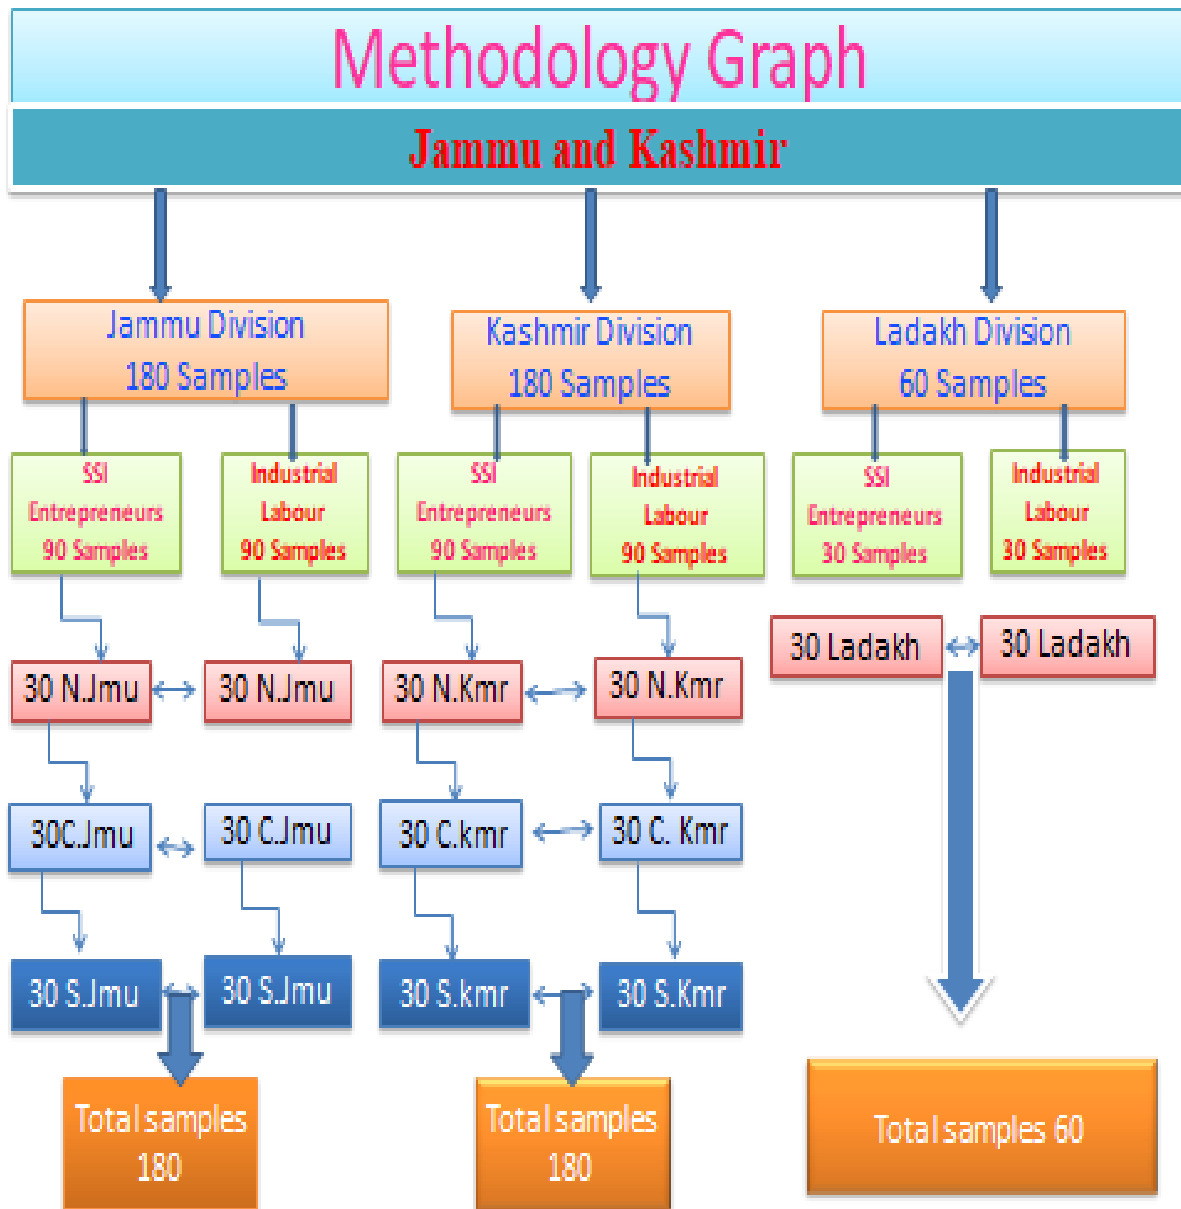 Methodology Graph
Jammu and Kashmir
Jammu Division
180 Samples
Kashmir Division
180 Samples
Ladakh Division
60 Samples
SSI
Entrepreneurs
90 Samples
Industrial
Labour
90 Samples
SSI
Entrepreneurs
90 Samples
Industrial
Labour
90 Samples
SSI
Entrepreneurs
30 Samples
Industrial
Labour
30 Samples
30 N.Jmu
30 N.Jmu
30 N.Kmr
30 N.Kmr
30 Ladakh
30 Ladakh
30C.Jmu
30 C.Jmu
30 C.kmr
30 C. Kmr
30 S.Jmu
30 S.Jmu
30 S.kmr
30 S.Kmr
Total samples
180
Total samples
180
Total samples 60